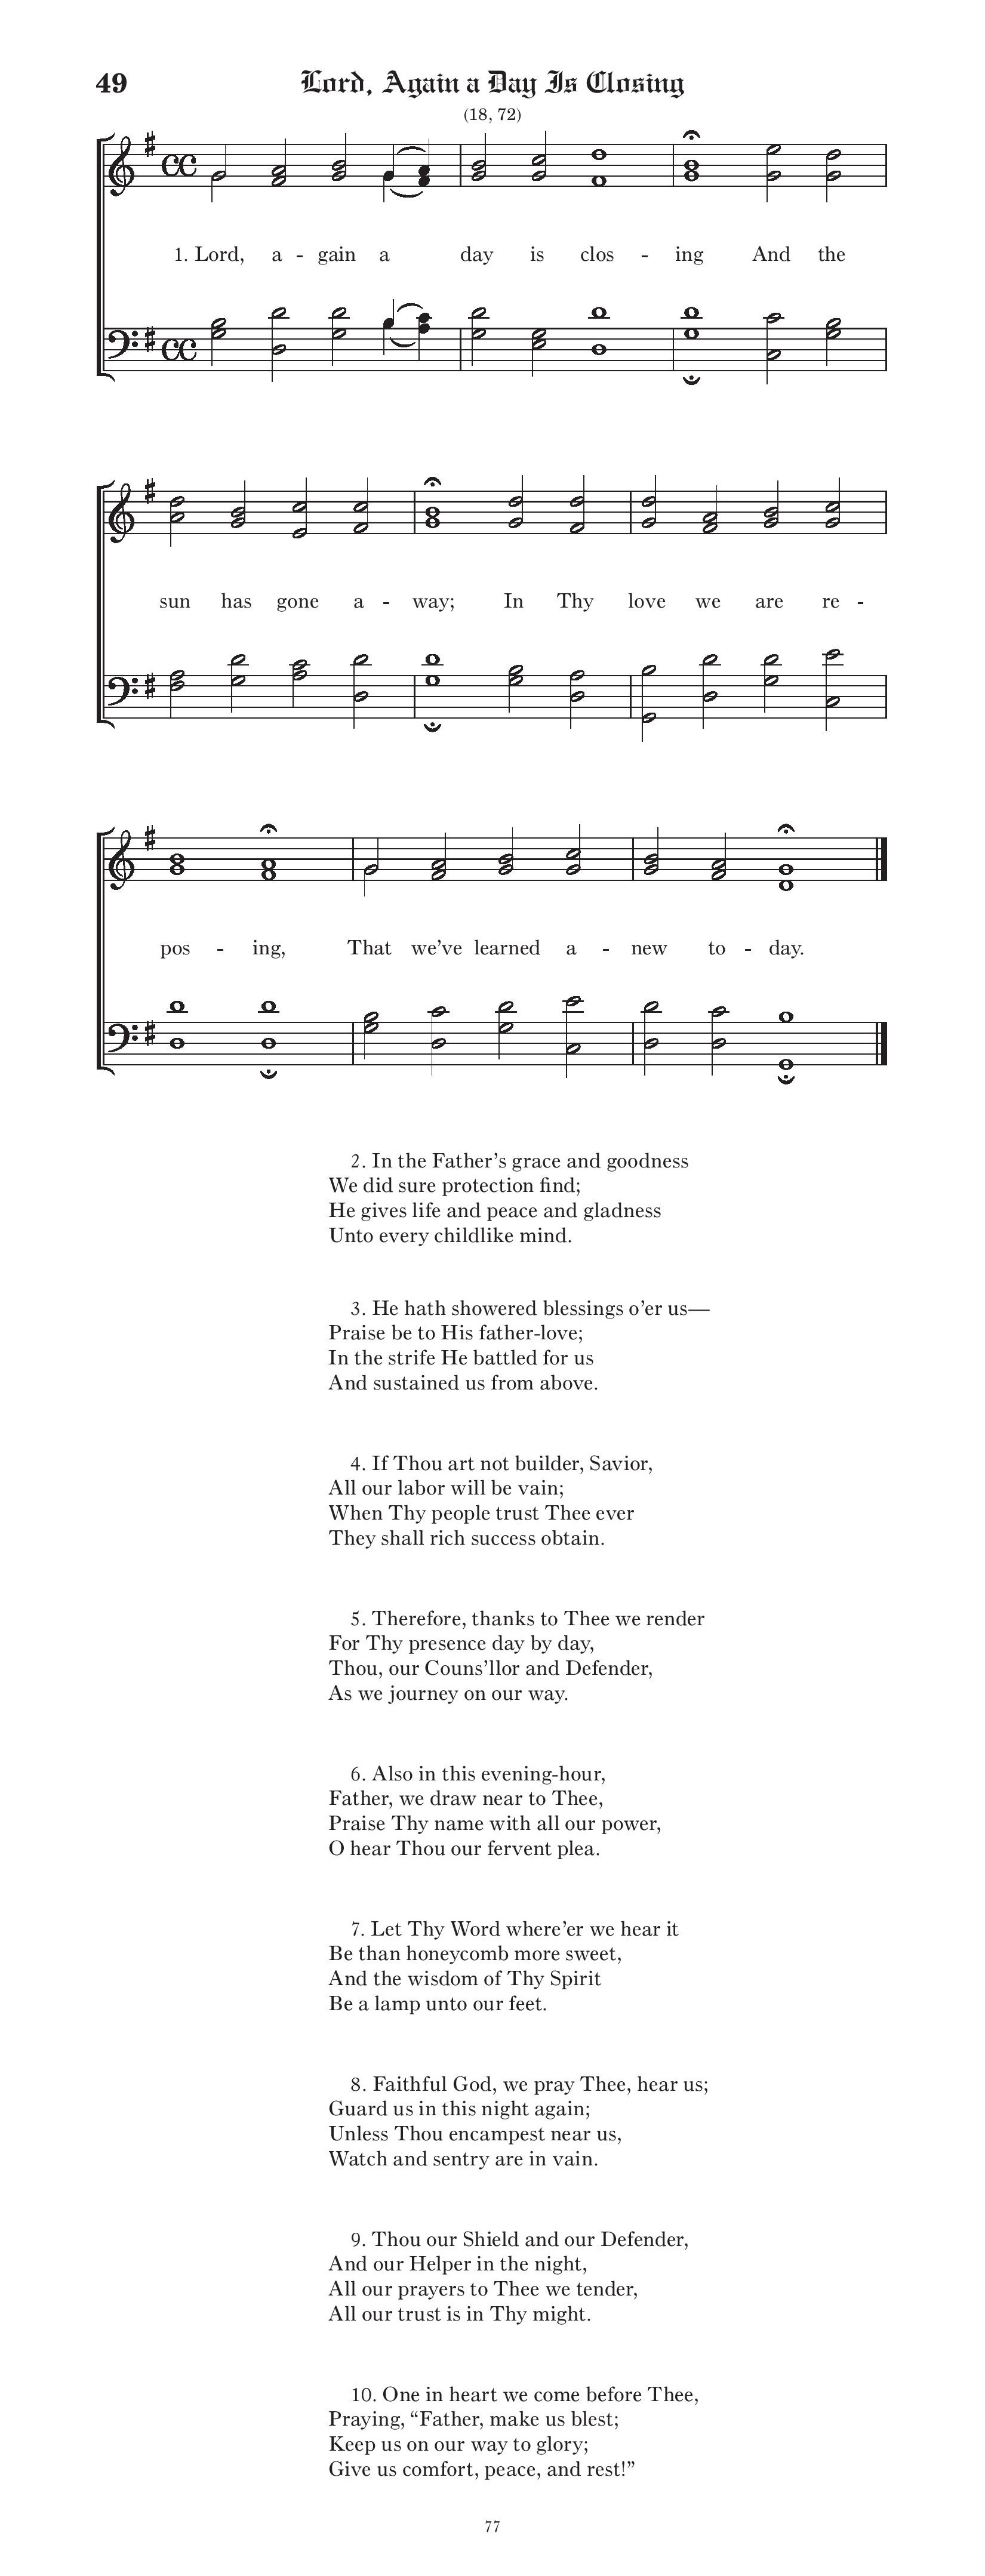 49
Lord, Again a Day Is Closing
(18, 72)
1. Lord, a - gain a day is clos - ing And the
sun has gone a - way; In Thy love we are re -
pos - ing, That we’ve learned a - new to - day.
2. In the Father’s grace and goodness
We did sure protection find;
He gives life and peace and gladness
Unto every childlike mind.
3. He hath showered blessings o’er us—
Praise be to His father-love;
In the strife He battled for us
And sustained us from above.
4. If Thou art not builder, Savior,
All our labor will be vain;
When Thy people trust Thee ever
They shall rich success obtain.
5. Therefore, thanks to Thee we render
For Thy presence day by day,
Thou, our Couns’llor and Defender,
As we journey on our way.
6. Also in this evening-hour,
Father, we draw near to Thee,
Praise Thy name with all our power,
O hear Thou our fervent plea.
7. Let Thy Word where’er we hear it
Be than honeycomb more sweet,
And the wisdom of Thy Spirit
Be a lamp unto our feet.
8. Faithful God, we pray Thee, hear us;
Guard us in this night again;
Unless Thou encampest near us,
Watch and sentry are in vain.
9. Thou our Shield and our Defender,
And our Helper in the night,
All our prayers to Thee we tender,
All our trust is in Thy might.
10. One in heart we come before Thee,
Praying, “Father, make us blest;
Keep us on our way to glory;
Give us comfort, peace, and rest!”
77